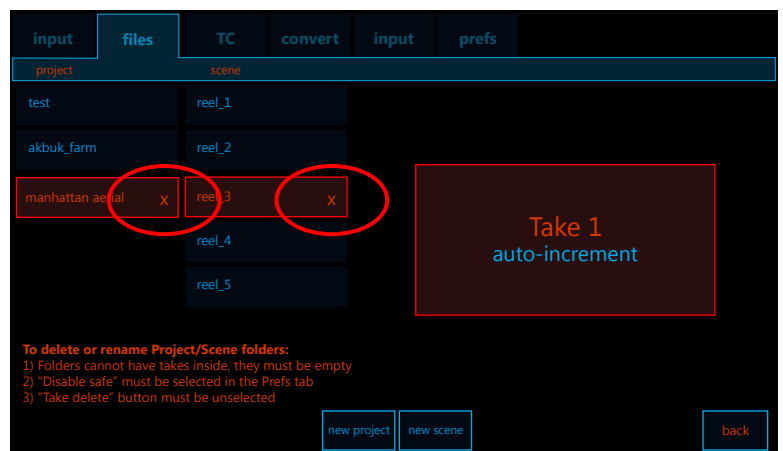 input files TC convert input prefs
project scene
test reel_1
akbuk_farm reel_2
manhattan aerial x reel_3 x
reel_4
reel_5
Take 1
auto-increment
To delete or rename Project/Scene folders:
1) Folders cannot have takes inside, they must be empty
2) "Disable safe” must be selected in the Prefs tab
3) “Take delete” button must be unselected
new project new scene back